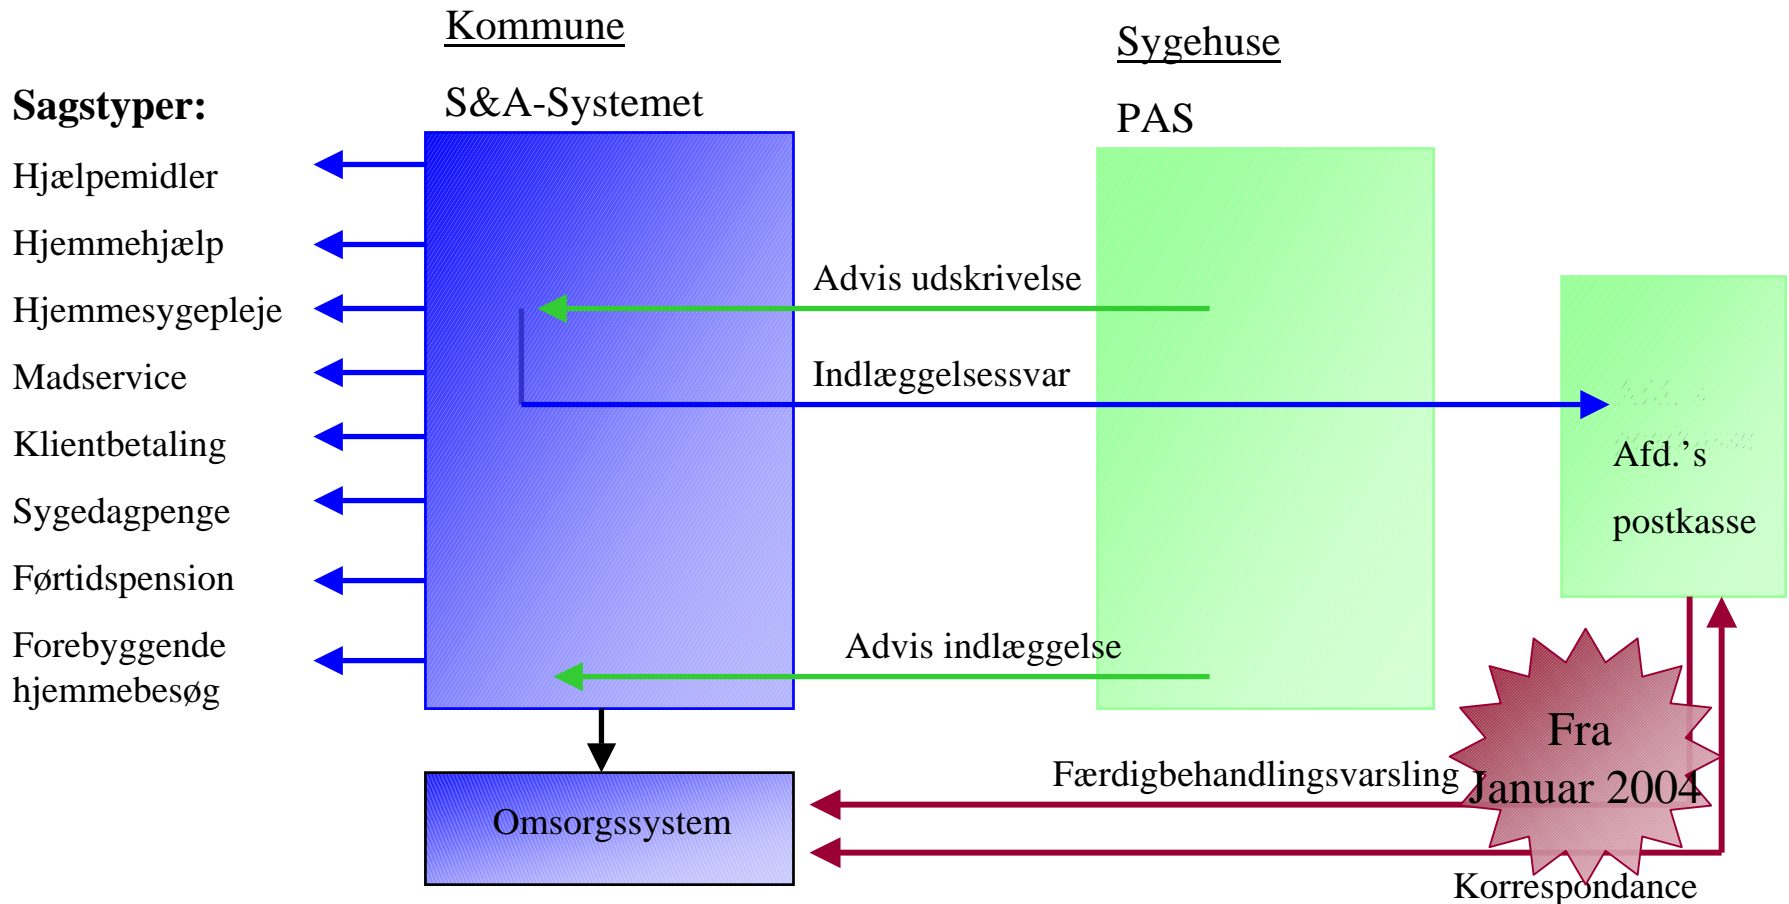 Kommune
S&A-Systemet
Sygehuse
PAS
Sagstyper:
Hjælpemidler
Hjemmehjælp
Hjemmesygepleje
Madservice
Klientbetaling
Sygedagpenge
Førtidspension
Forebyggende
hjemmebesøg
Advis udskrivelse
Indlæggelsessvar
Afd.’s
postkasse
Advis indlæggelse
Fra
Januar 2004
Færdigbehandlingsvarsling
Omsorgssystem
Korrespondance